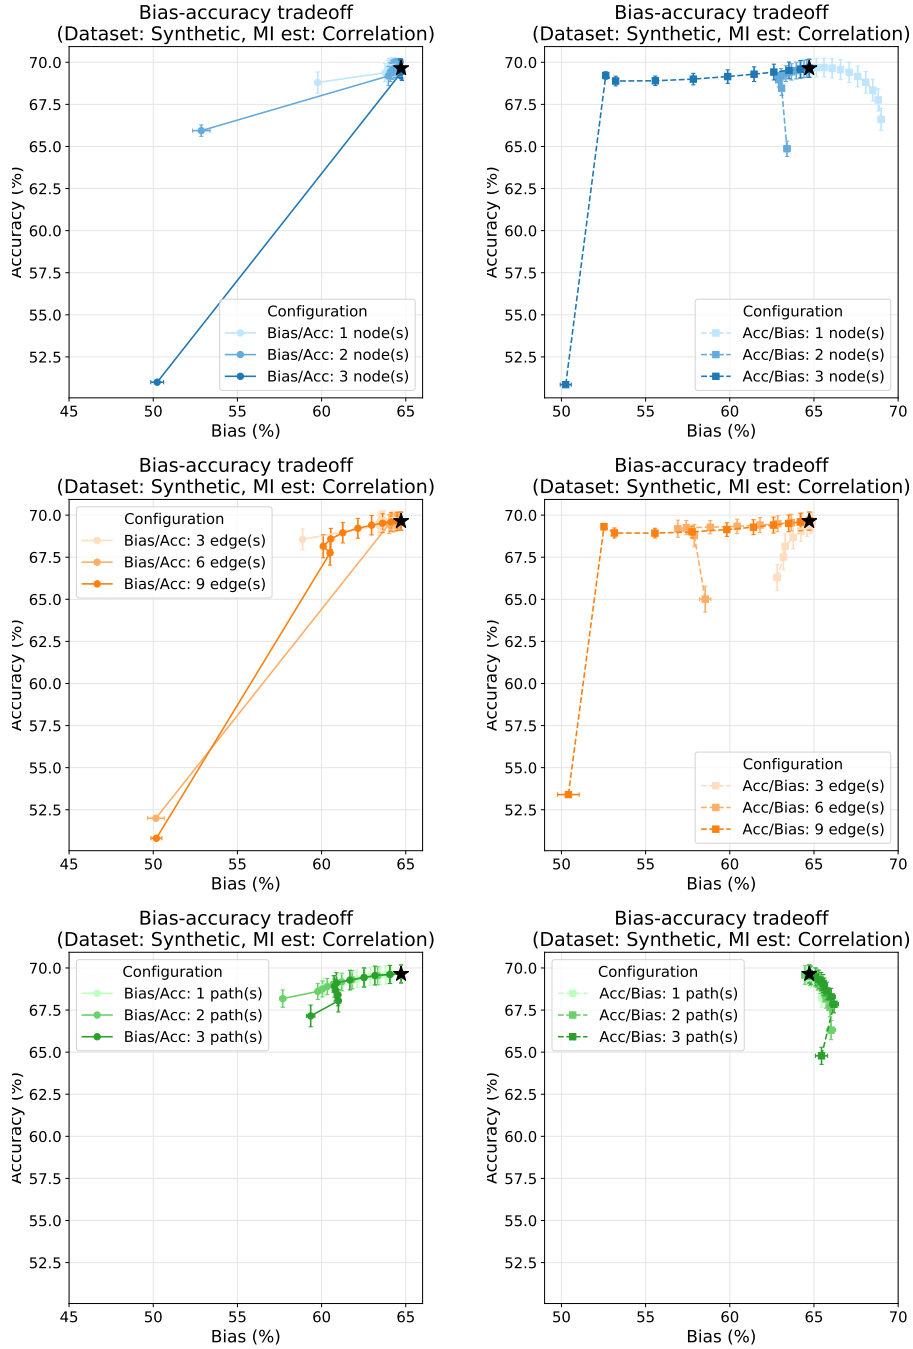 Bias-accuracy tradeoff
(Dataset: Synthetic, MI est: Correlation)
70.0
67.5
65.0
62.5
60.0
57.5
55.0
52.5
Accuracy (%)
Configuration
Bias/Acc: 1 node(s)
Bias/Acc: 2 node(s)
Bias/Acc: 3 node(s)
45 50 55 60 65
Bias (%)
Bias-accuracy tradeoff
(Dataset: Synthetic, MI est: Correlation)
70.0
67.5
65.0
62.5
60.0
57.5
55.0
52.5
Accuracy (%)
Configuration
Acc/Bias: 1 node(s)
Acc/Bias: 2 node(s)
Acc/Bias: 3 node(s)
50 55 60 65 70
Bias (%)
Bias-accuracy tradeoff
(Dataset: Synthetic, MI est: Correlation)
70.0
67.5
65.0
62.5
60.0
57.5
55.0
52.5
Accuracy (%)
Configuration
Bias/Acc: 3 edge(s)
Bias/Acc: 6 edge(s)
Bias/Acc: 9 edge(s)
45 50 55 60 65
Bias (%)
Bias-accuracy tradeoff
(Dataset: Synthetic, MI est: Correlation)
70.0
67.5
65.0
62.5
60.0
57.5
55.0
52.5
Accuracy (%)
Configuration
Acc/Bias: 3 edge(s)
Acc/Bias: 6 edge(s)
Acc/Bias: 9 edge(s)
50 55 60 65 70
Bias (%)
Bias-accuracy tradeoff
(Dataset: Synthetic, MI est: Correlation)
70.0
67.5
65.0
62.5
60.0
57.5
55.0
52.5
Accuracy (%)
Configuration
Bias/Acc: 1 path(s)
Bias/Acc: 2 path(s)
Bias/Acc: 3 path(s)
45 50 55 60 65
Bias (%)
Bias-accuracy tradeoff
(Dataset: Synthetic, MI est: Correlation)
70.0
67.5
65.0
62.5
60.0
57.5
55.0
52.5
Accuracy (%)
Configuration
Acc/Bias: 1 path(s)
Acc/Bias: 2 path(s)
Acc/Bias: 3 path(s)
50 55 60 65 70
Bias (%)